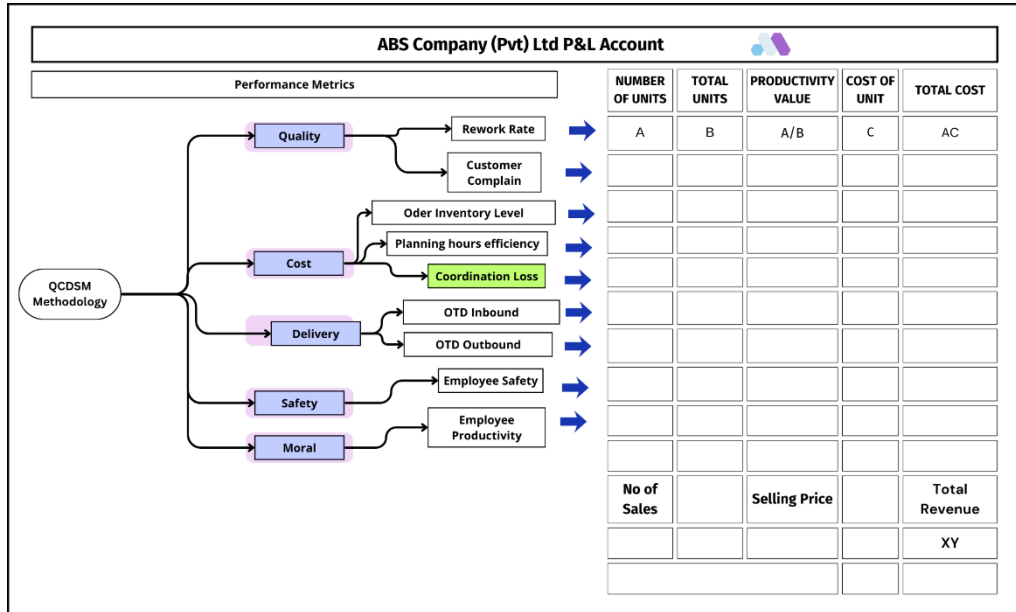 ABS Company (Pvt) Ltd P&L Account
Performance Metrics
NUMBER
OF UNITS
TOTAL
UNITS
PRODUCTIVITY
VALUE
COST OF
UNIT
TOTAL COST
QCDSM
Methodology
Quality
Rework Rate
A
B
A/B
C
AC
Customer
Complain
Cost
Oder Inventory Level
Planning hours efficiency
Coordination Loss
Delivery
OTD Inbound
OTD Outbound
Safety
Employee Safety
Moral
Employee
Productivity
No of
Sales
Selling Price
Total
Revenue
XY